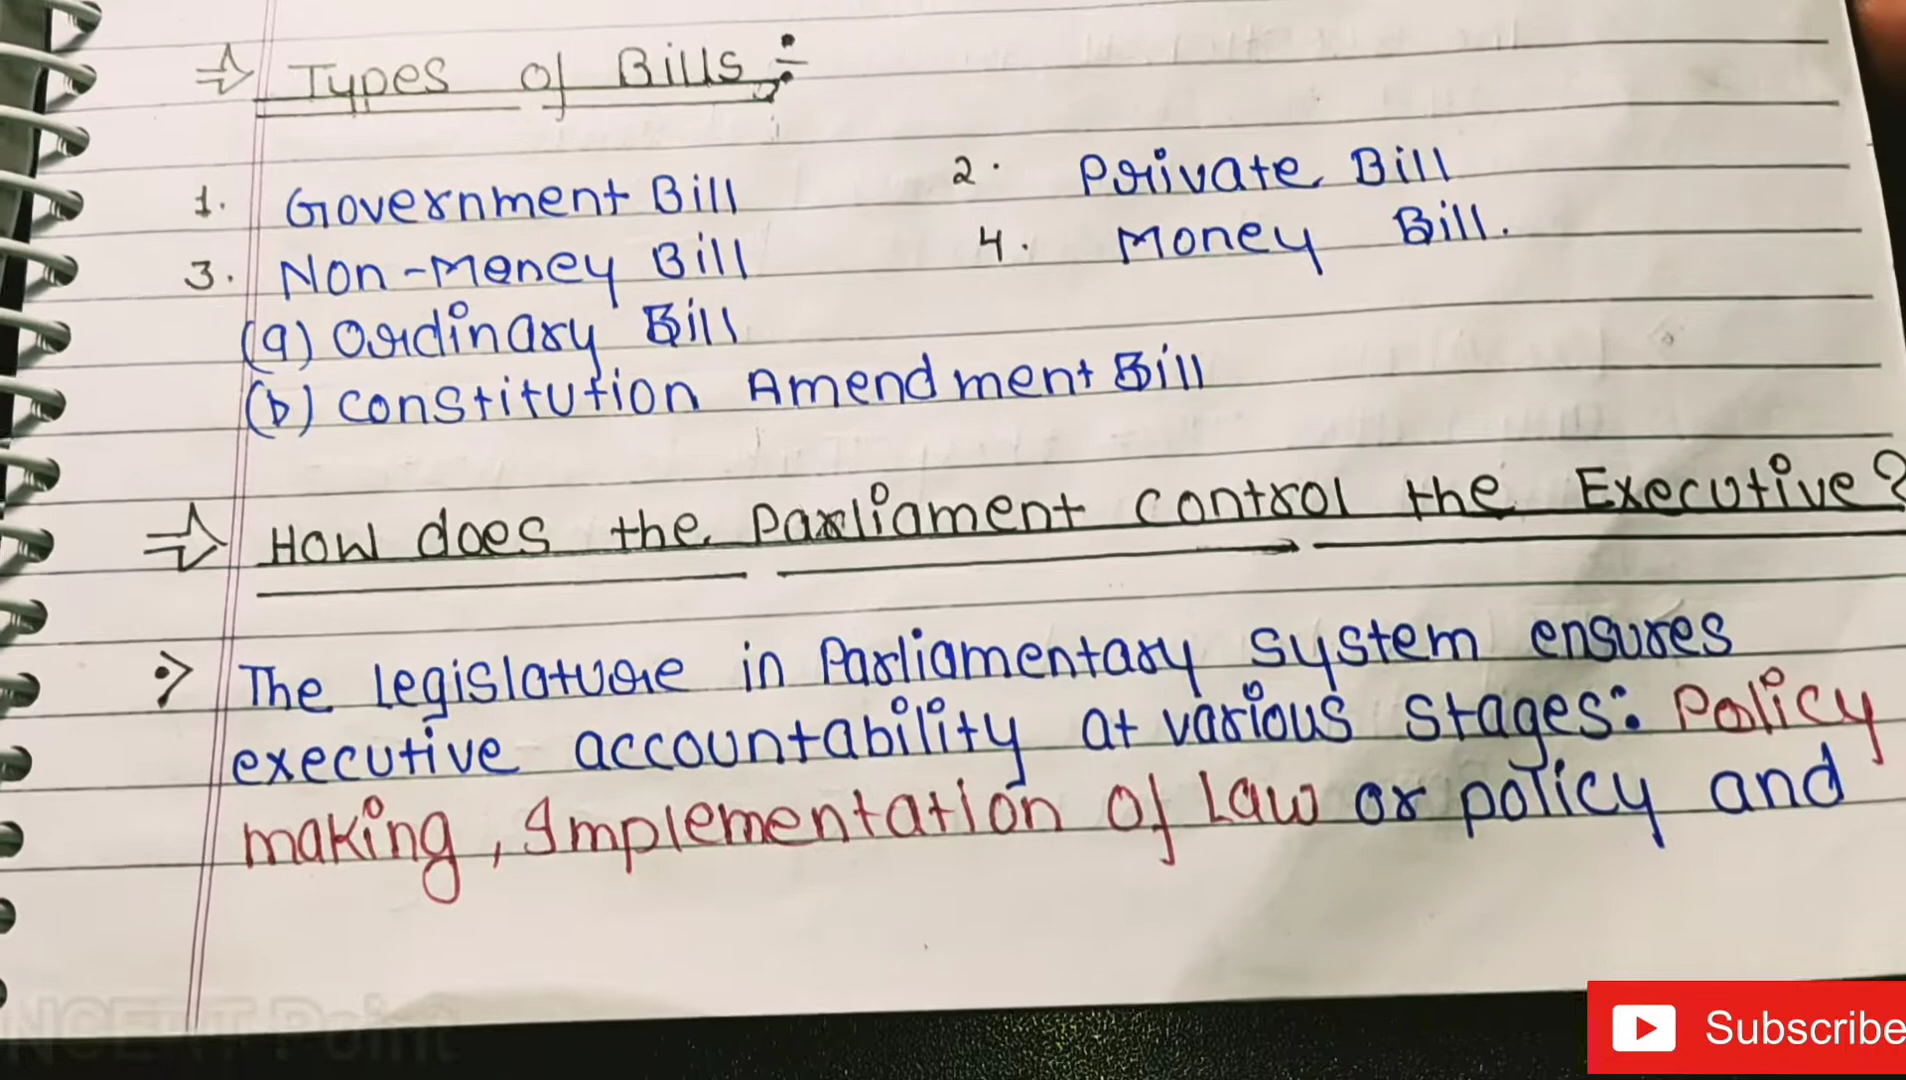 ⇒ Types of Bills:
1. Government Bill 2. Private Bill
3. Non-Money Bill 4. Money Bill.
(a) Ordinary Bill
(b) Constitution Amendment Bill
⇒ How does the Parliament control the Executive?
:> The legislature in Parliamentary system ensures
executive accountability at various stages: Policy
making, Implementation of Law or policy and
Point
Subscribe